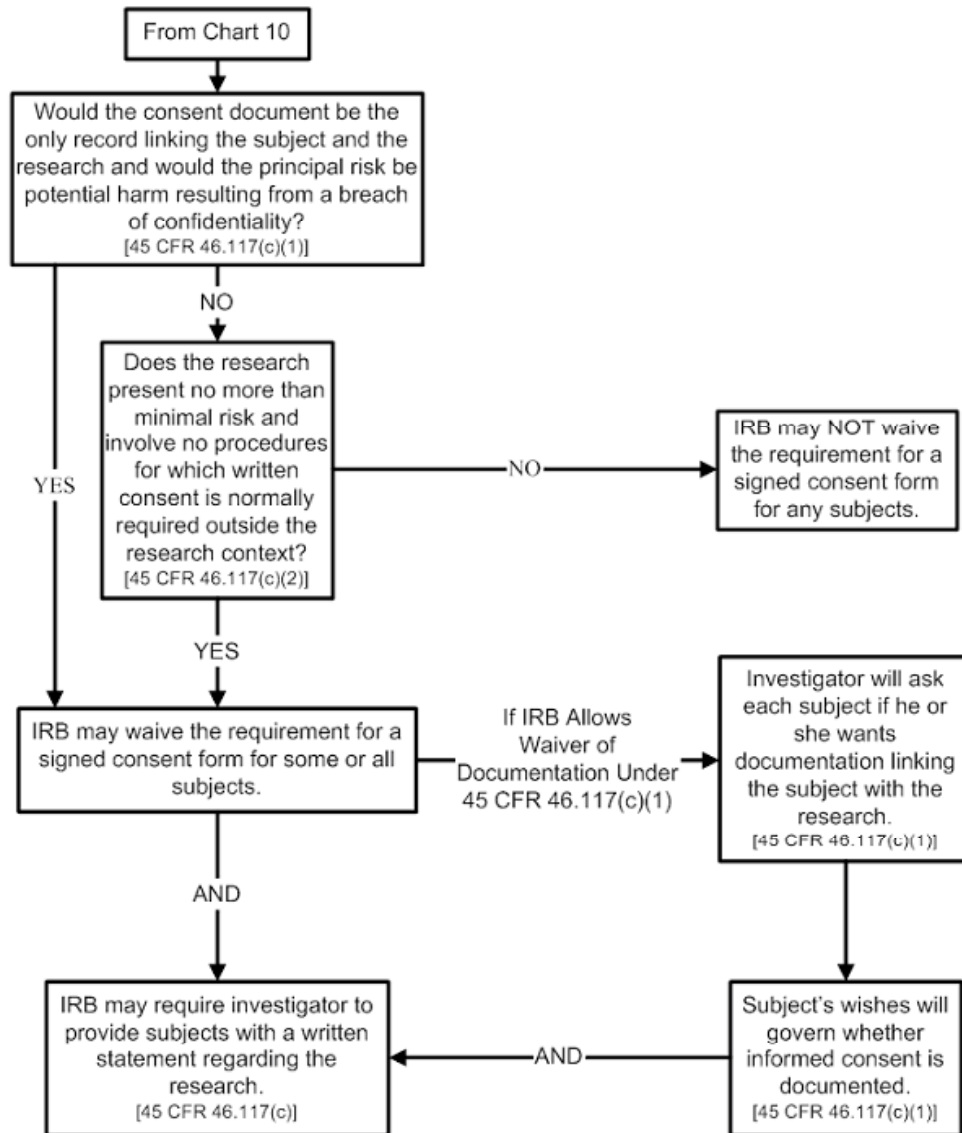 From Chart 10
Would the consent document be the
only record linking the subject and the
research and would the principal risk be
potential harm resulting from a breach
of confidentiality?
[45 CFR 46.117(c)(1)]
NO
YES
Does the research
present no more than
minimal risk and
involve no procedures
for which written
consent is normally
required outside the
research context?
[45 CFR 46.117(c)(2)]
NO
IRB may NOT waive
the requirement for a
signed consent form
for any subjects.
YES
IRB may waive the requirement for a
signed consent form for some or all
subjects.
If IRB Allows
Waiver of
Documentation Under
45 CFR 46.117(c)(1)
Investigator will ask
each subject if he or
she wants
documentation linking
the subject with the
research.
[45 CFR 46.117(c)(1)]
AND
IRB may require investigator to
provide subjects with a written
statement regarding the
research.
[45 CFR 46.117(c)]
AND
Subject's wishes will
govern whether
informed consent is
documented.
[45 CFR 46.117(c)(1)]